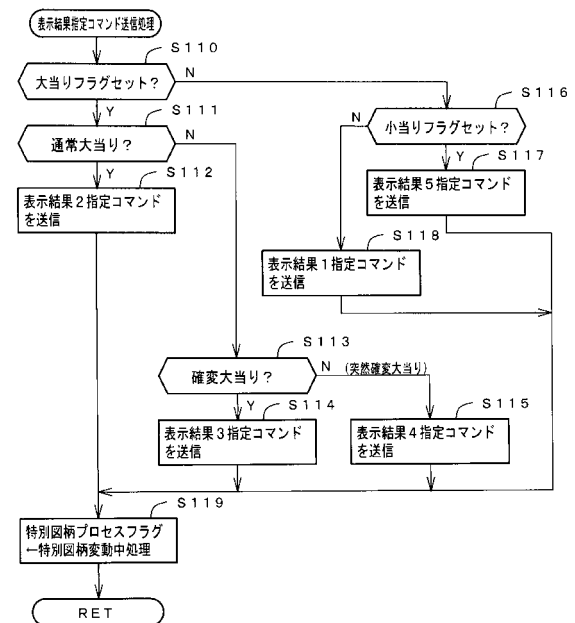 表示結果指定コマンド送信処理
S110
大当りフラグセット？
N
Y
S111
通常大当り？
N
Y
S112
表示結果2指定コマンド
を送信
S116
小当りフラグセット？
N
Y
S117
表示結果5指定コマンド
を送信
S118
表示結果1指定コマンド
を送信
S113
確変大当り？
N
(突然確変大当り)
Y
S114
表示結果3指定コマンド
を送信
S115
表示結果4指定コマンド
を送信
S119
特別図柄プロセスフラグ
←特別図柄変動中処理
RET